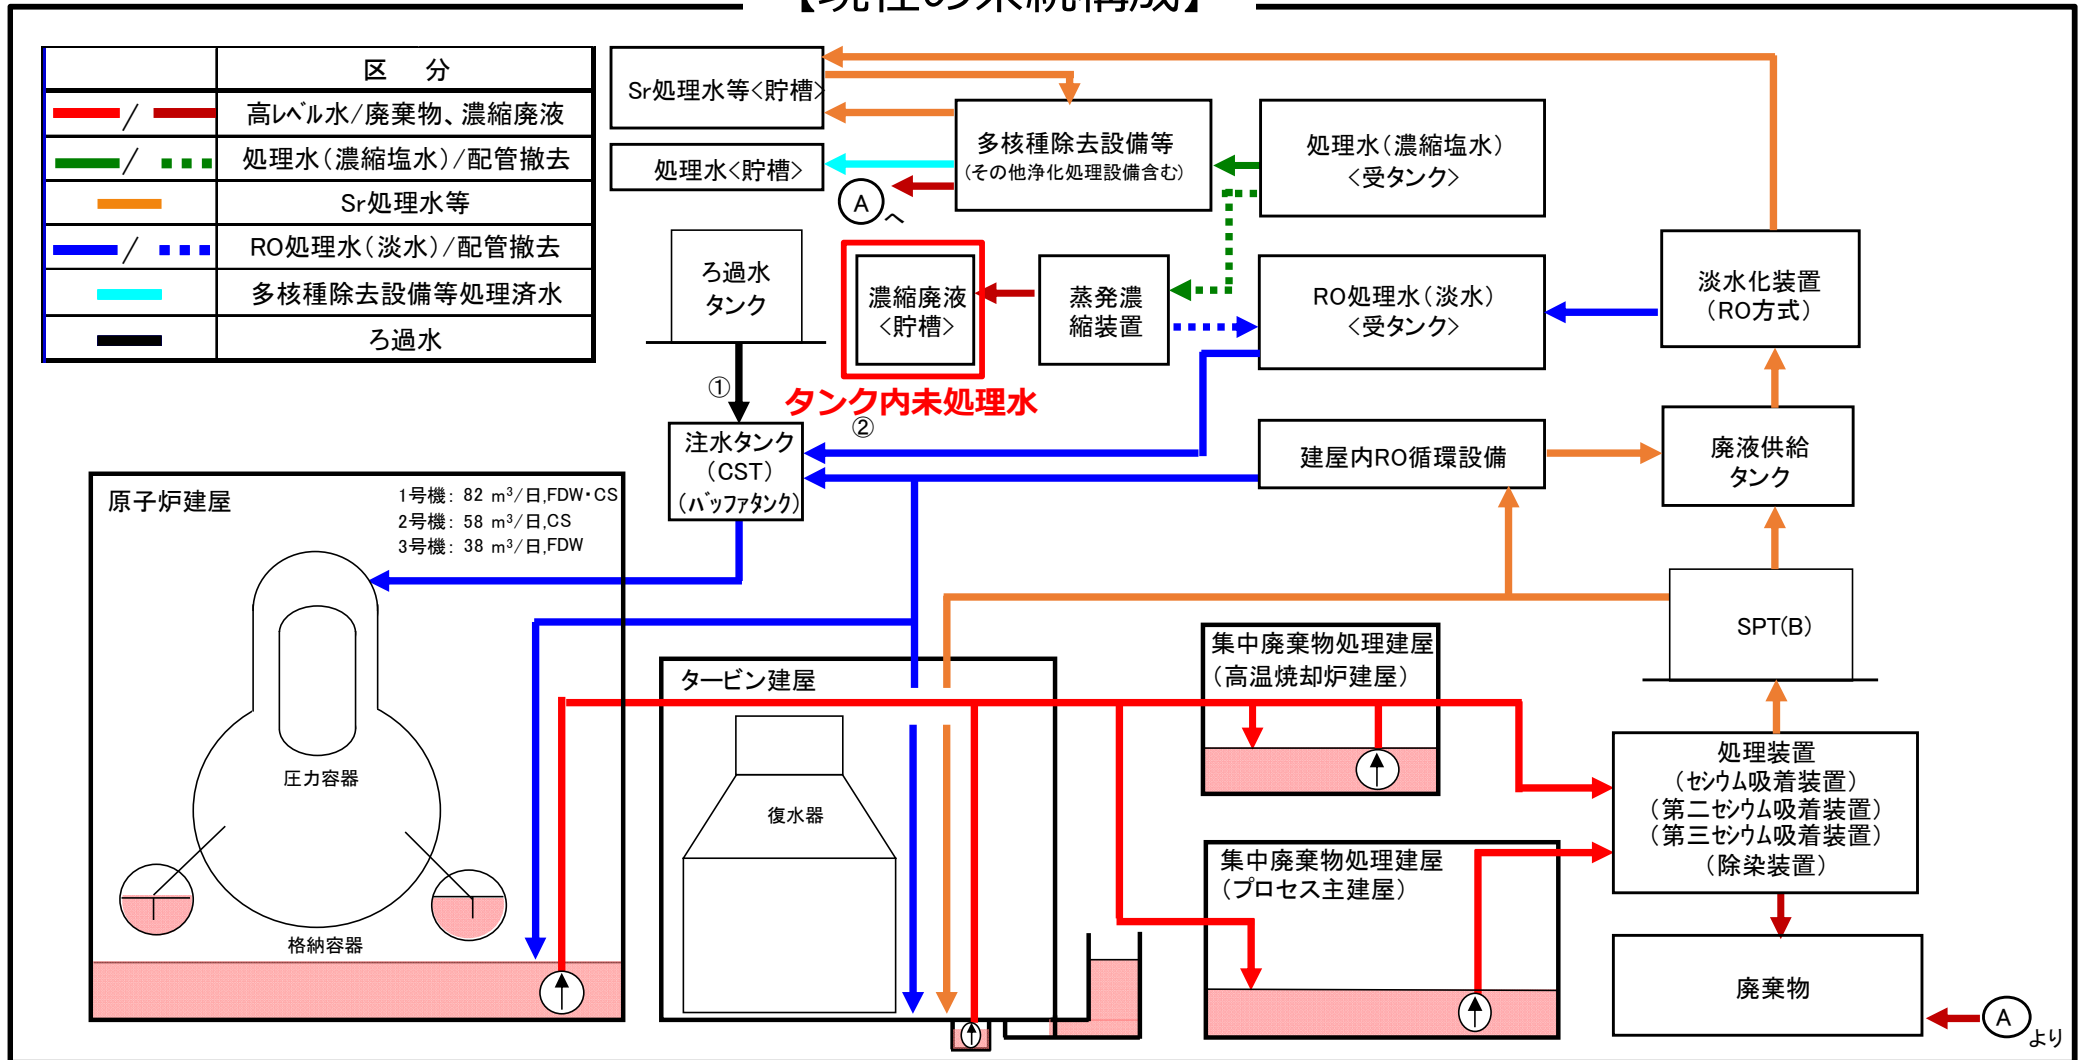 【現在の系統構成】
区 分
高レベル水/廃棄物、濃縮廃液
処理水(濃縮塩水)/配管撤去
Sr処理水等
RO処理水(淡水)/配管撤去
多核種除去設備等処理済水
ろ過水
/
/
/
Sr処理水等<貯槽>
処理水<貯槽>
A
へ
多核種除去設備等
(その他浄化処理設備含む)
処理水(濃縮塩水)
<受タンク>
ろ過水
タンク
濃縮廃液
<貯槽>
蒸発濃
縮装置
RO処理水(淡水)
<受タンク>
淡水化装置
(RO方式)
①
タンク内未処理水
②
注水タンク
(CST)
(バッファタンク)
建屋内RO循環設備
廃液供給
タンク
原子炉建屋
1号機: 82 m³/日,FDW・CS
2号機: 58 m³/日,CS
3号機: 38 m³/日,FDW
圧力容器
格納容器
タービン建屋
復水器
集中廃棄物処理建屋
(高温焼却炉建屋)
SPT(B)
集中廃棄物処理建屋
(プロセス主建屋)
処理装置
(セシウム吸着装置)
(第二セシウム吸着装置)
(第三セシウム吸着装置)
(除染装置)
廃棄物
A
より